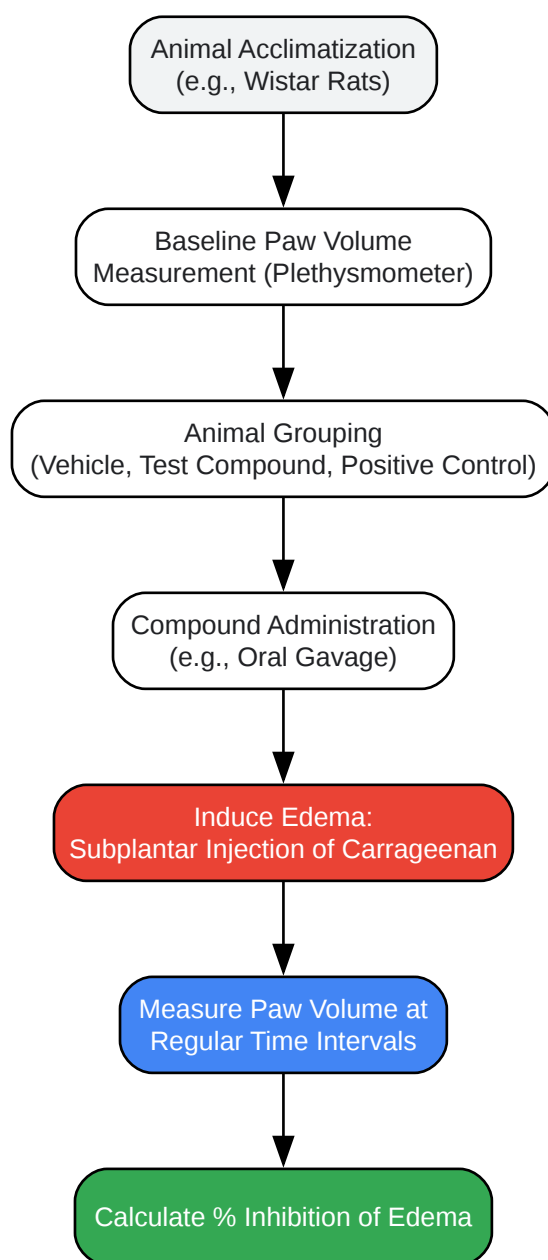 Animal Acclimatization
(e.g., Wistar Rats)
Baseline Paw Volume
Measurement (Plethysmometer)
Animal Grouping
(Vehicle, Test Compound, Positive Control)
Compound Administration
(e.g., Oral Gavage)
Induce Edema:
Subplantar Injection of Carrageenan
Measure Paw Volume at
Regular Time Intervals
Calculate % Inhibition of Edema